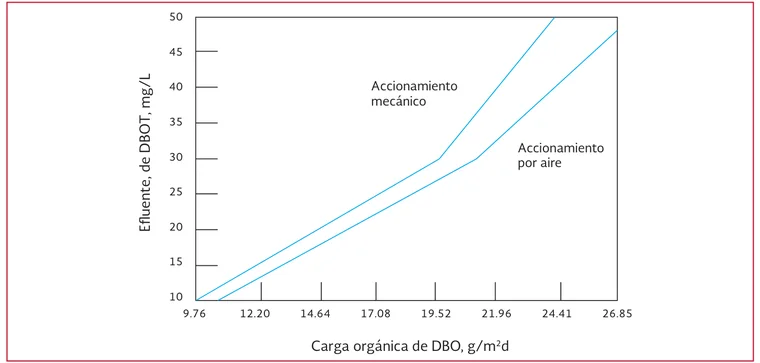 50
45
40
35
30
25
20
15
10
Efluente, de DBOT, mg/L
Accionamiento
mecánico
Accionamiento
por aire
9.76 12.20 14.64 17.08 19.52 21.96 24.41 26.85
Carga orgánica de DBO, g/m²d